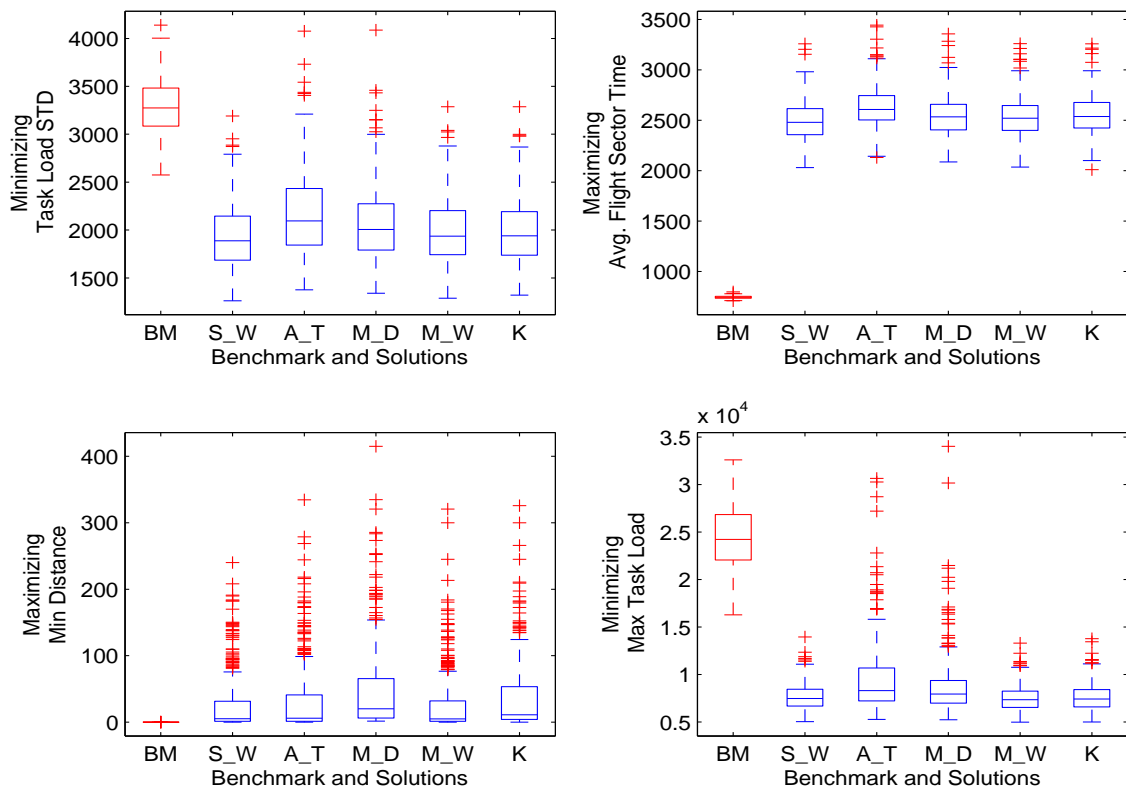 Minimizing
Task Load STD
4000
3500
3000
2500
2000
1500
BM S_W A_T M_D M_W K
Benchmark and Solutions
Maximizing
Avg. Flight Sector Time
3500
3000
2500
2000
1500
1000
BM S_W A_T M_D M_W K
Benchmark and Solutions
Maximizing
Min Distance
400
300
200
100
0
BM S_W A_T M_D M_W K
Benchmark and Solutions
x 10^4
Minimizing
Max Task Load
3.5
3
2.5
2
1.5
1
0.5
BM S_W A_T M_D M_W K
Benchmark and Solutions